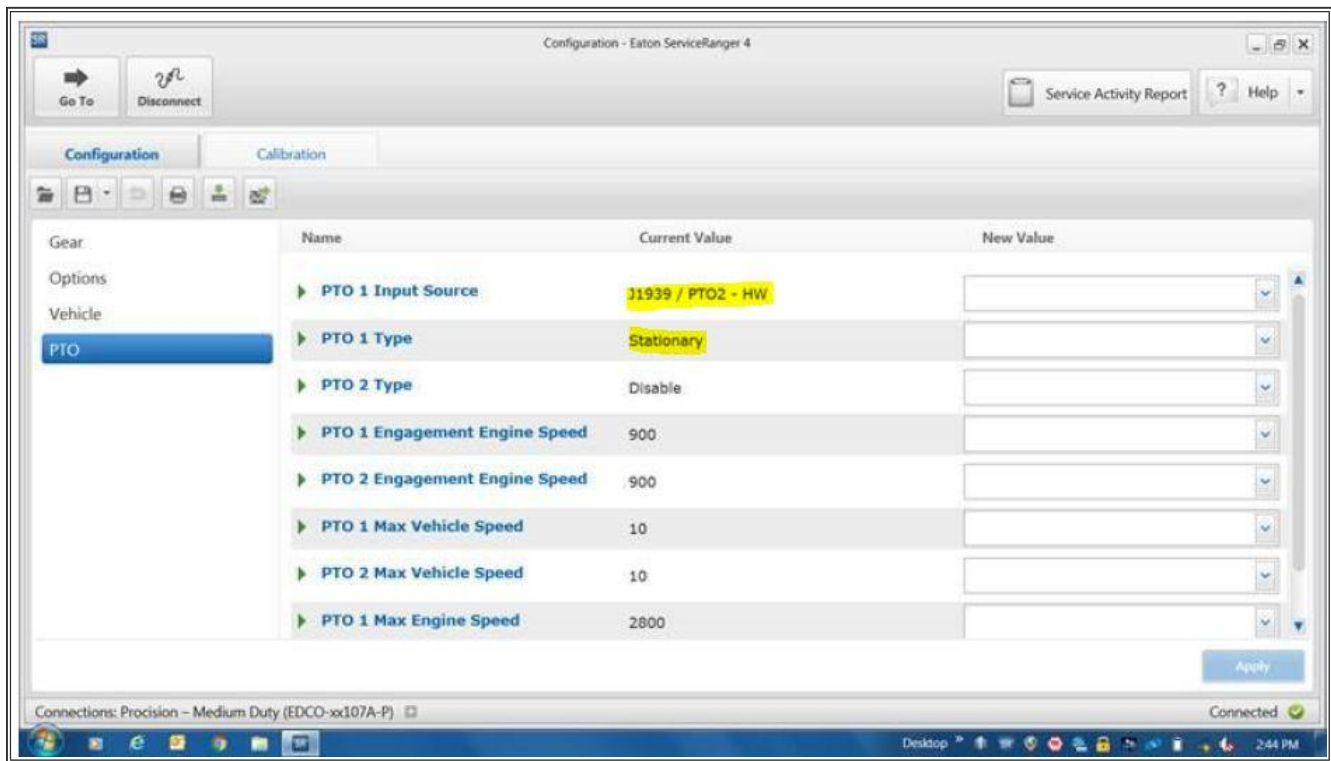 SR
Configuration - Eaton ServiceRanger 4
Go To
Disconnect
Service Activity Report
? Help
Configuration
Calibration
Name
Current Value
New Value
Gear
Options
Vehicle
PTO
PTO 1 Input Source
J1939 / PTO2 - HW
PTO 1 Type
Stationary
PTO 2 Type
Disable
PTO 1 Engagement Engine Speed
900
PTO 2 Engagement Engine Speed
900
PTO 1 Max Vehicle Speed
10
PTO 2 Max Vehicle Speed
10
PTO 1 Max Engine Speed
2800
Apply
Connections: Procision – Medium Duty (EDCO-xx107A-P)
Connected
SR
Desktop »
2:44 PM